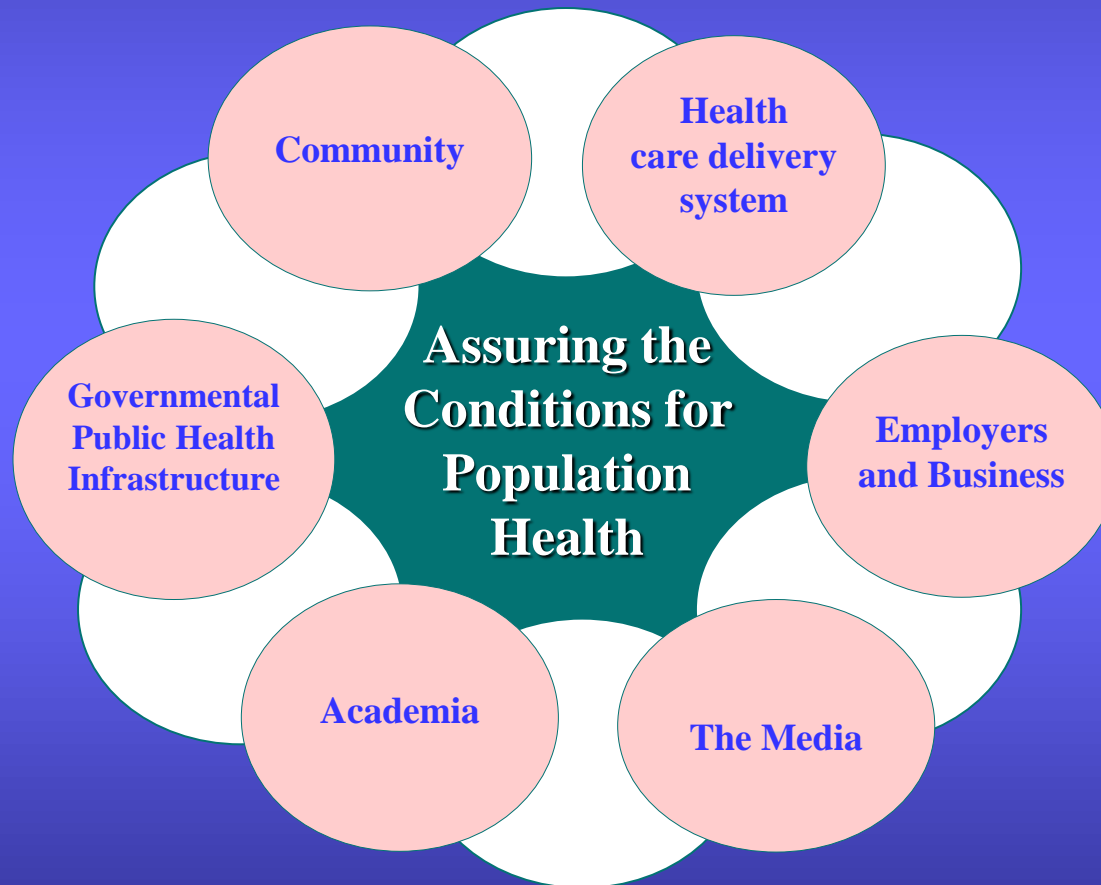 Community
Health
care delivery
system
Assuring the
Conditions for
Population
Health
Governmental
Public Health
Infrastructure
Employers
and Business
Academia
The Media